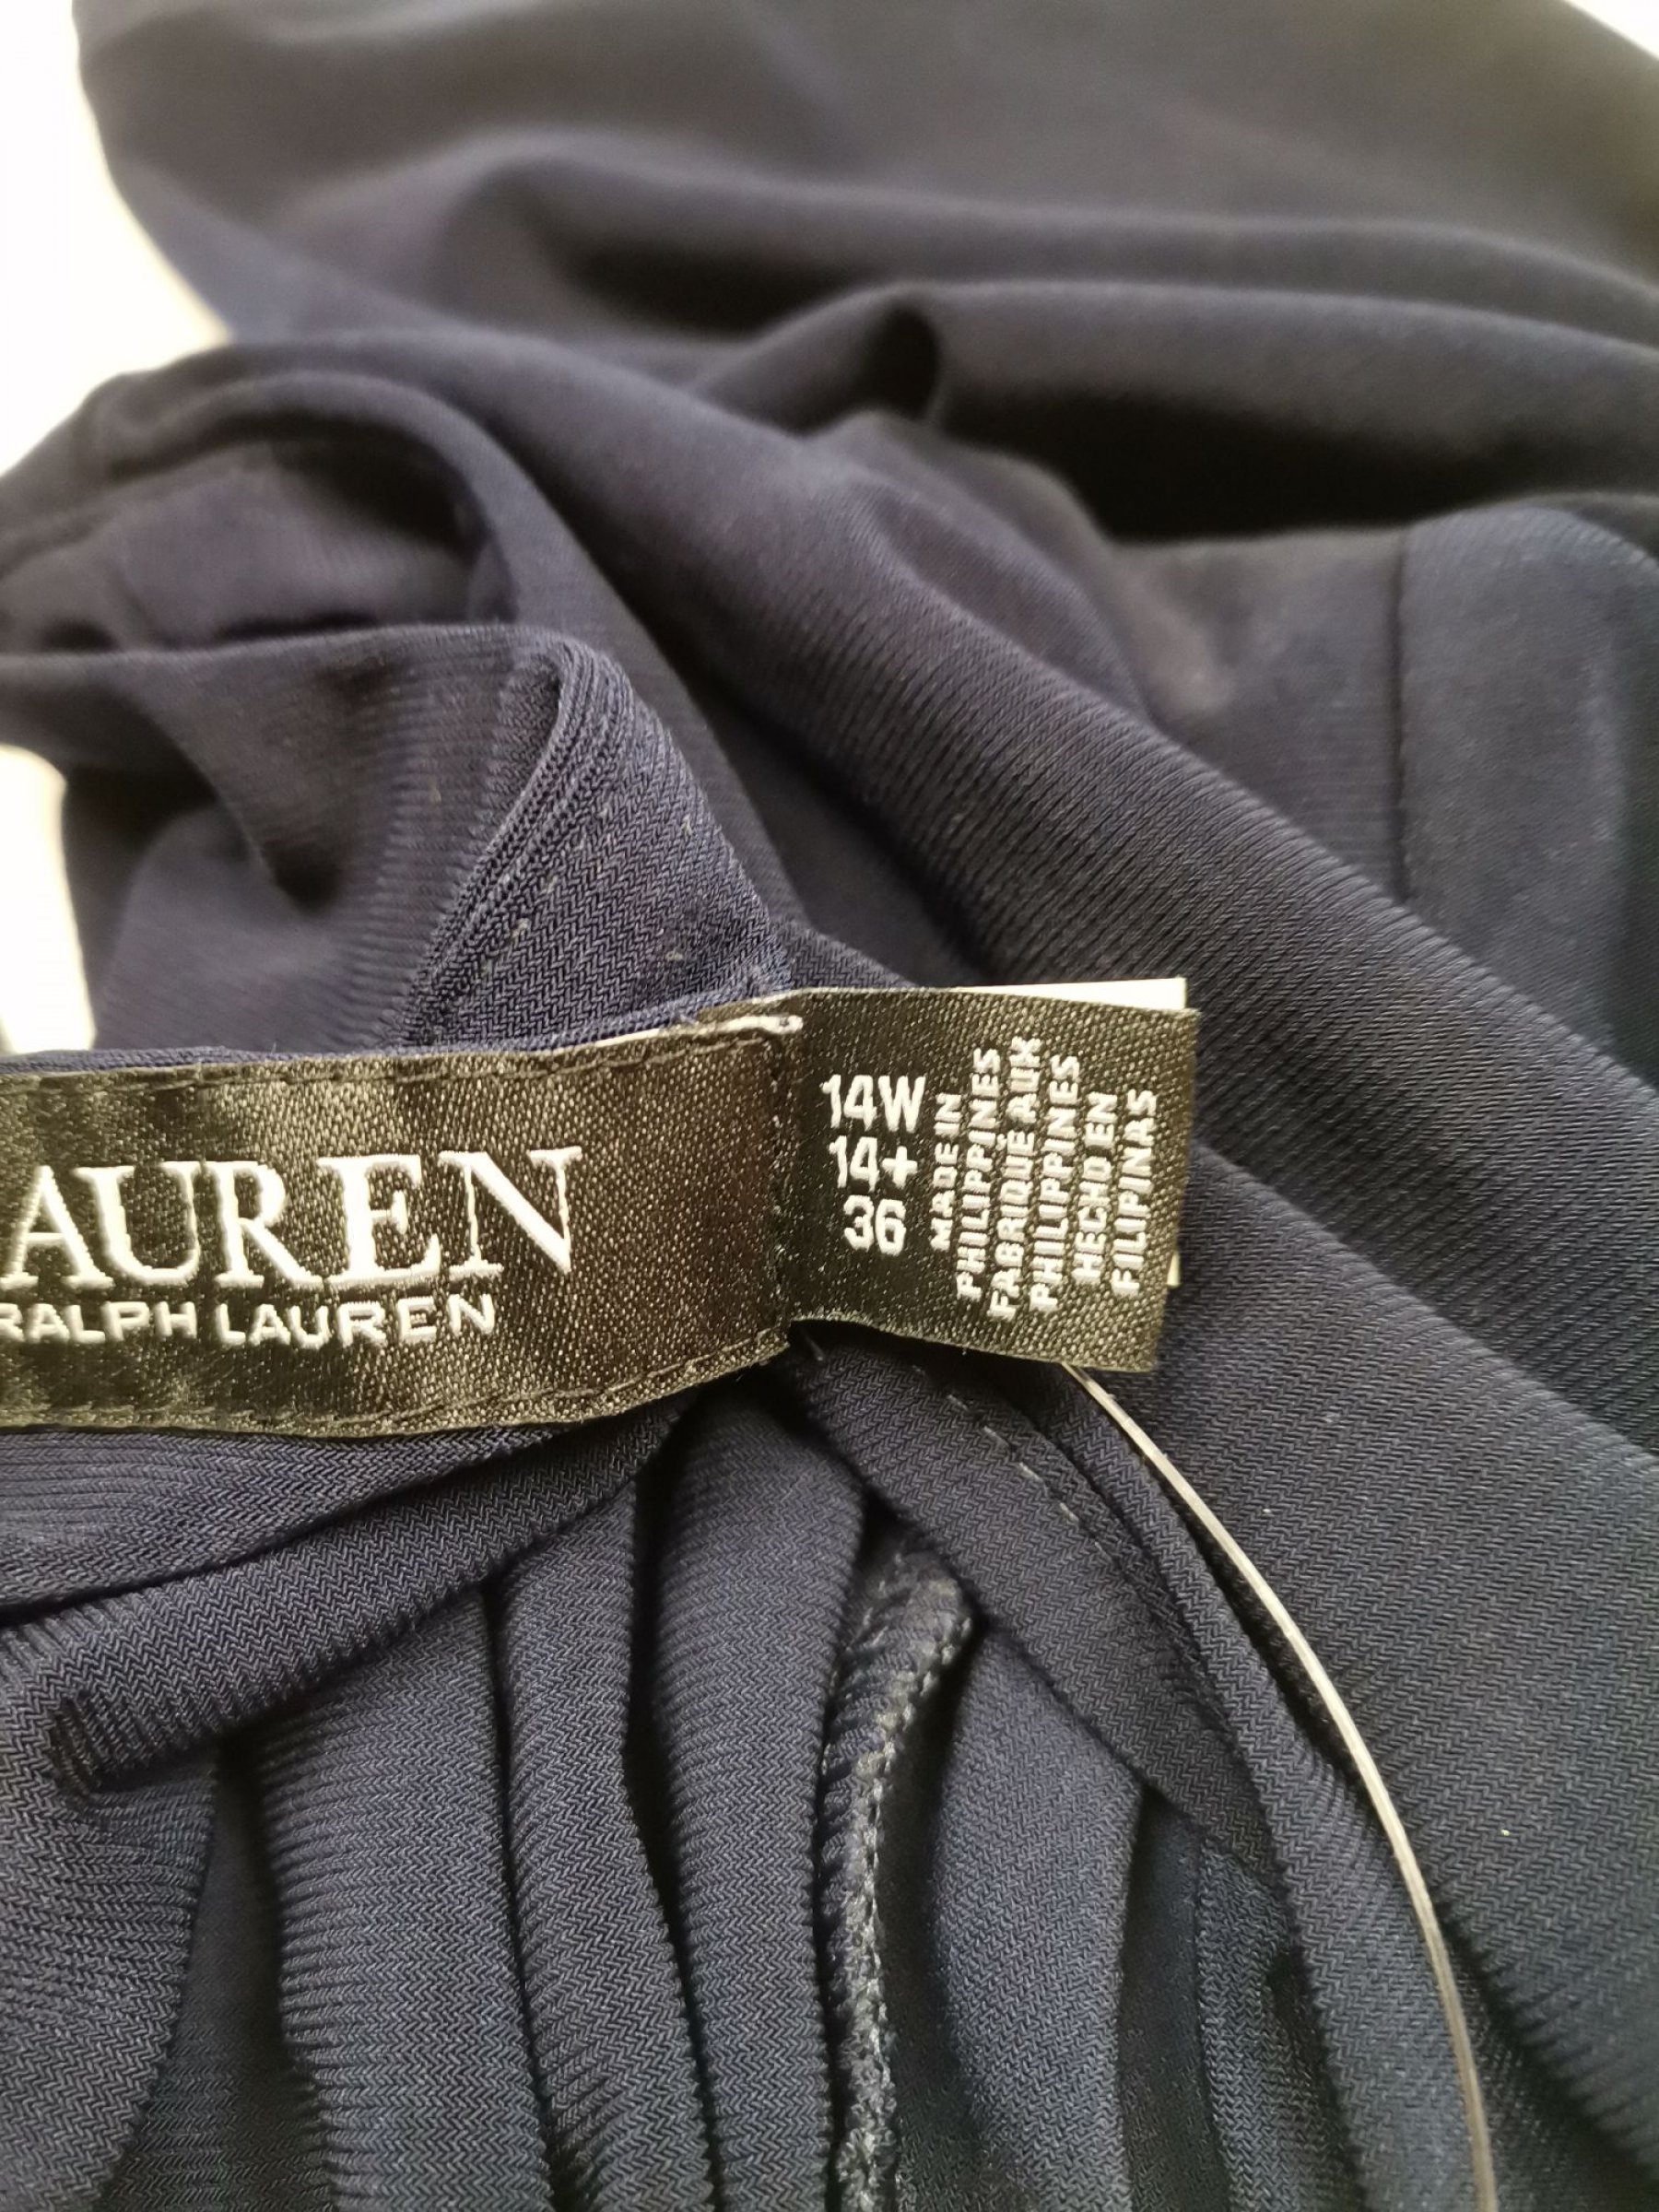 AUREN
RALPH LAUREN
14W
14+
36
MADE IN
PHILIPPINES
FABRIQUÉ AUX
PHILIPPINES
HECHO EN
FILIPINAS